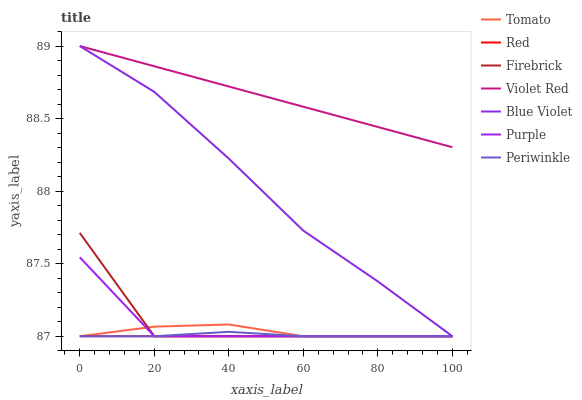 title
Tomato
Red
Firebrick
Violet Red
Blue Violet
Purple
Periwinkle
yaxis_label
89
88.5
88
87.5
87
0 20 40 60 80 100
xaxis_label